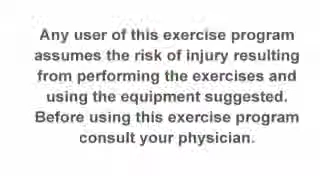 Any user of this exercise program
assumes the risk of injury resulting
from performing the exercises and
using the equipment suggested.
Before using this exercise program
consult your physician.